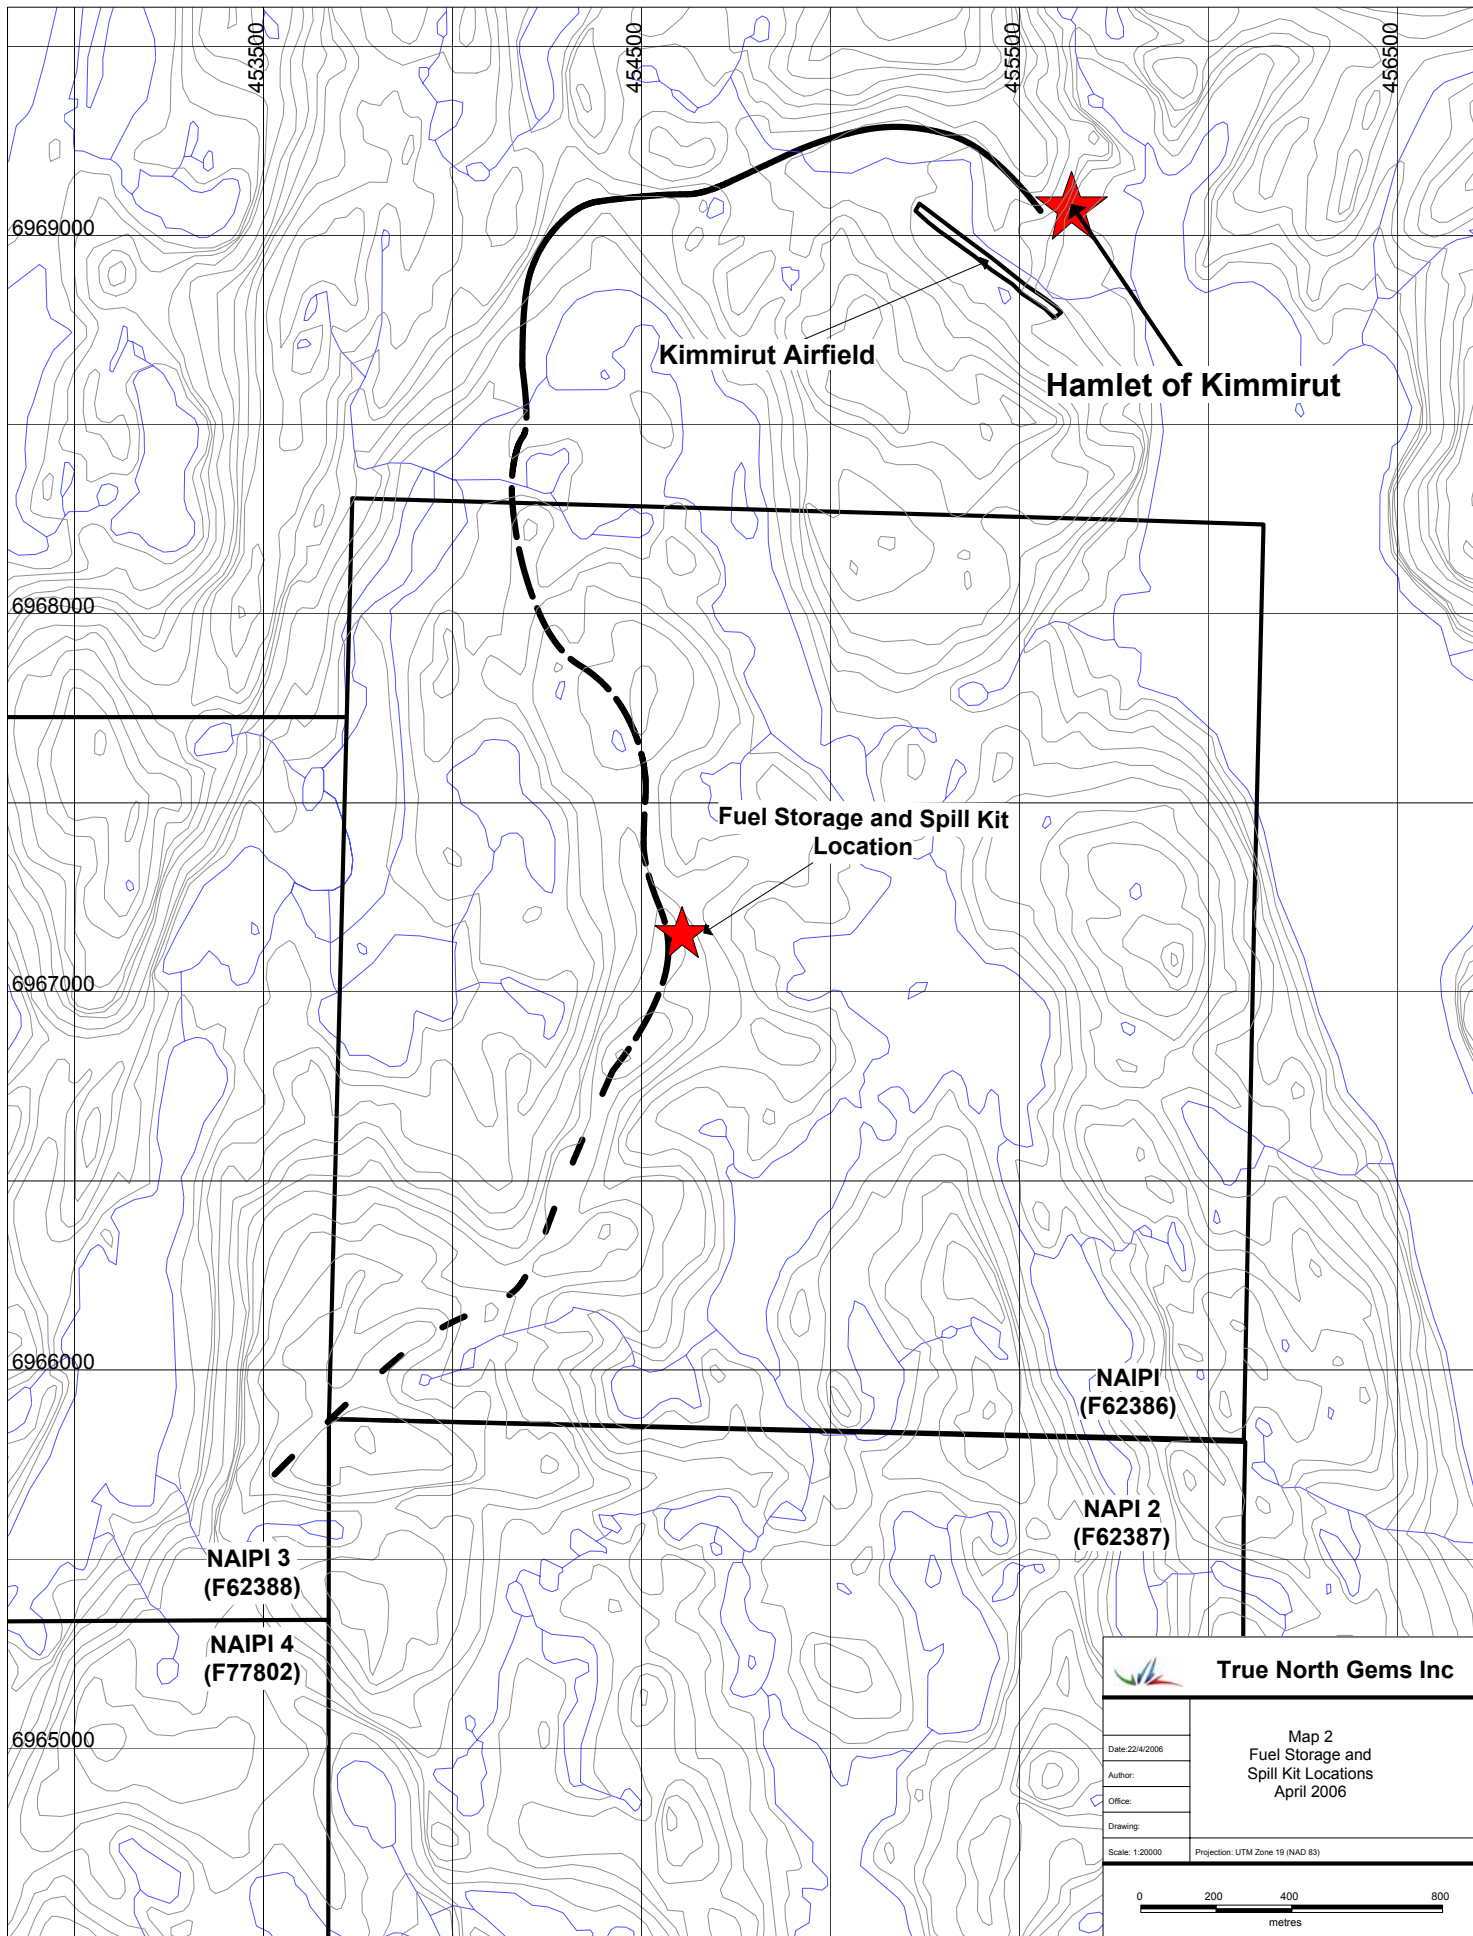 453500
454500
455500
456500
6969000
Kimmirut Airfield
Hamlet of Kimmirut
6968000
Fuel Storage and Spill Kit
Location
6967000
6966000
NAIPI
(F62386)
NAPI 2
(F62387)
NAIPI 3
(F62388)
NAIPI 4
(F77802)
6965000
True North Gems Inc
Map 2
Fuel Storage and
Spill Kit Locations
April 2006
Date:22/4/2006
Author:
Office:
Drawing:
Scale: 1:20000
Projection: UTM Zone 19 (NAD 83)
0 200 400 800
metres